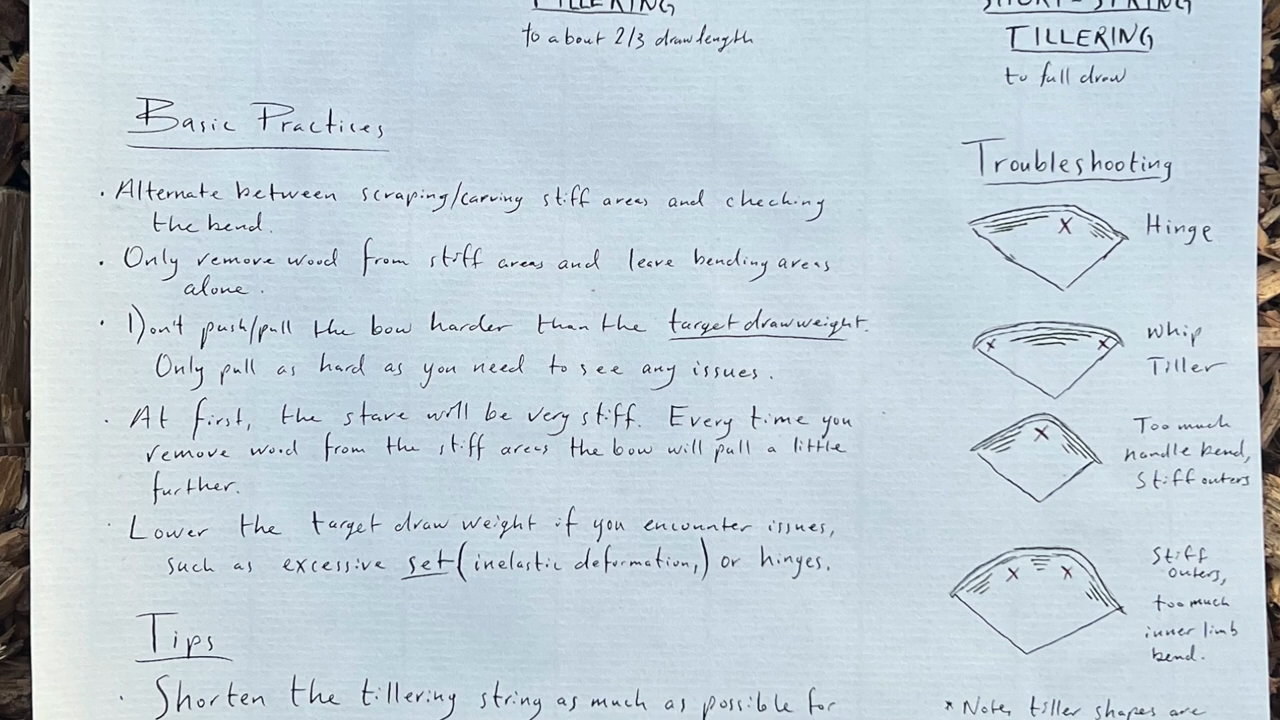 TILLERING
to about 2/3 drawlength
SHORT-STRING
TILLERING
to full draw
Basic Practices
· Alternate between scraping/carving stiff areas and checking
the bend.
· Only remove wood from stiff areas and leave bending areas
alone.
· Don't push/pull the bow harder than the target drawweight.
Only pull as hard as you need to see any issues.
· At first, the stave will be very stiff. Every time you
remove wood from the stiff areas the bow will pull a little
further.
· Lower the target draw weight if you encounter issues,
such as excessive set (inelastic deformation,) or hinges.
Tips
· Shorten the tillering string as much as possible for
Troubleshooting
x
Hinge
x x
Whip
Tiller
x
Too much
handle bend,
Stiff outers
x x
Stiff
outers,
too much
inner limb
bend.
* Note, tiller shapes are